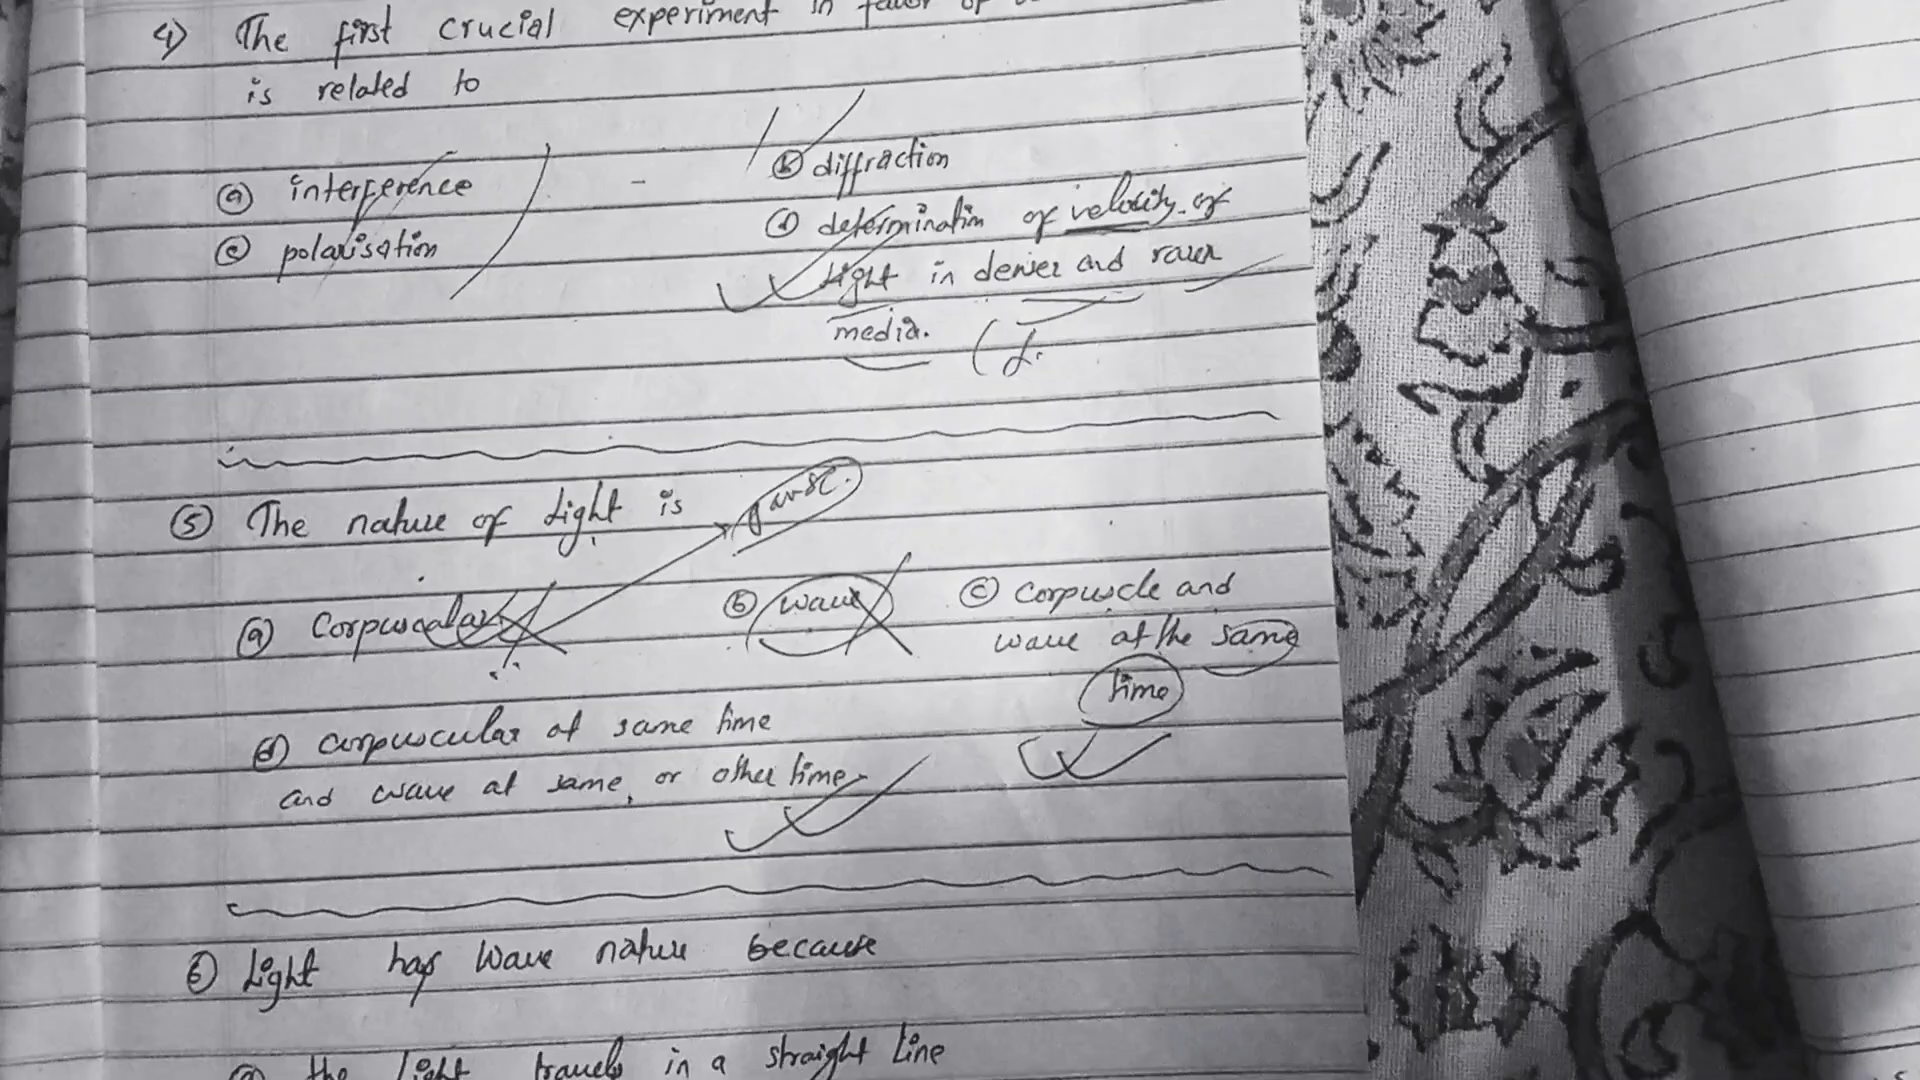 4) The first crucial experiment in
is related to
ⓐ interference
ⓑ diffraction
ⓒ polarisation
ⓓ determination of velocity of
light in denser and rarer
media.
⑤ The nature of Light is
ⓐ Corpuscular
ⓑ wave
ⓒ Corpuscle and
wave at the same
time
ⓓ corpuscular at same time
and wave at same, or other time
⑥ Light has wave nature because
ⓐ the light travels in a straight line